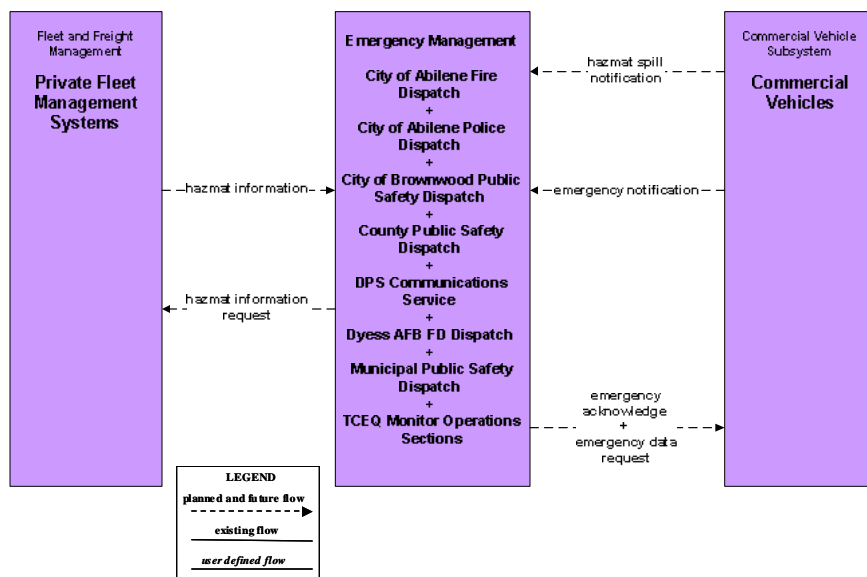 Fleet and Freight
Management
Private Fleet
Management
Systems
hazmat information
hazmat information
request
Emergency Management
City of Abilene Fire
Dispatch
+
City of Abilene Police
Dispatch
+
City of Brownwood Public
Safety Dispatch
+
County Public Safety
Dispatch
+
DPS Communications
Service
+
Dyess AFB FD Dispatch
+
Municipal Public Safety
Dispatch
+
TCEQ Monitor Operations
Sections
hazmat spill
notification
emergency notification
emergency
acknowledge
+
emergency data
request
Commercial Vehicle
Subsystem
Commercial
Vehicles
LEGEND
planned and future flow
existing flow
user defined flow